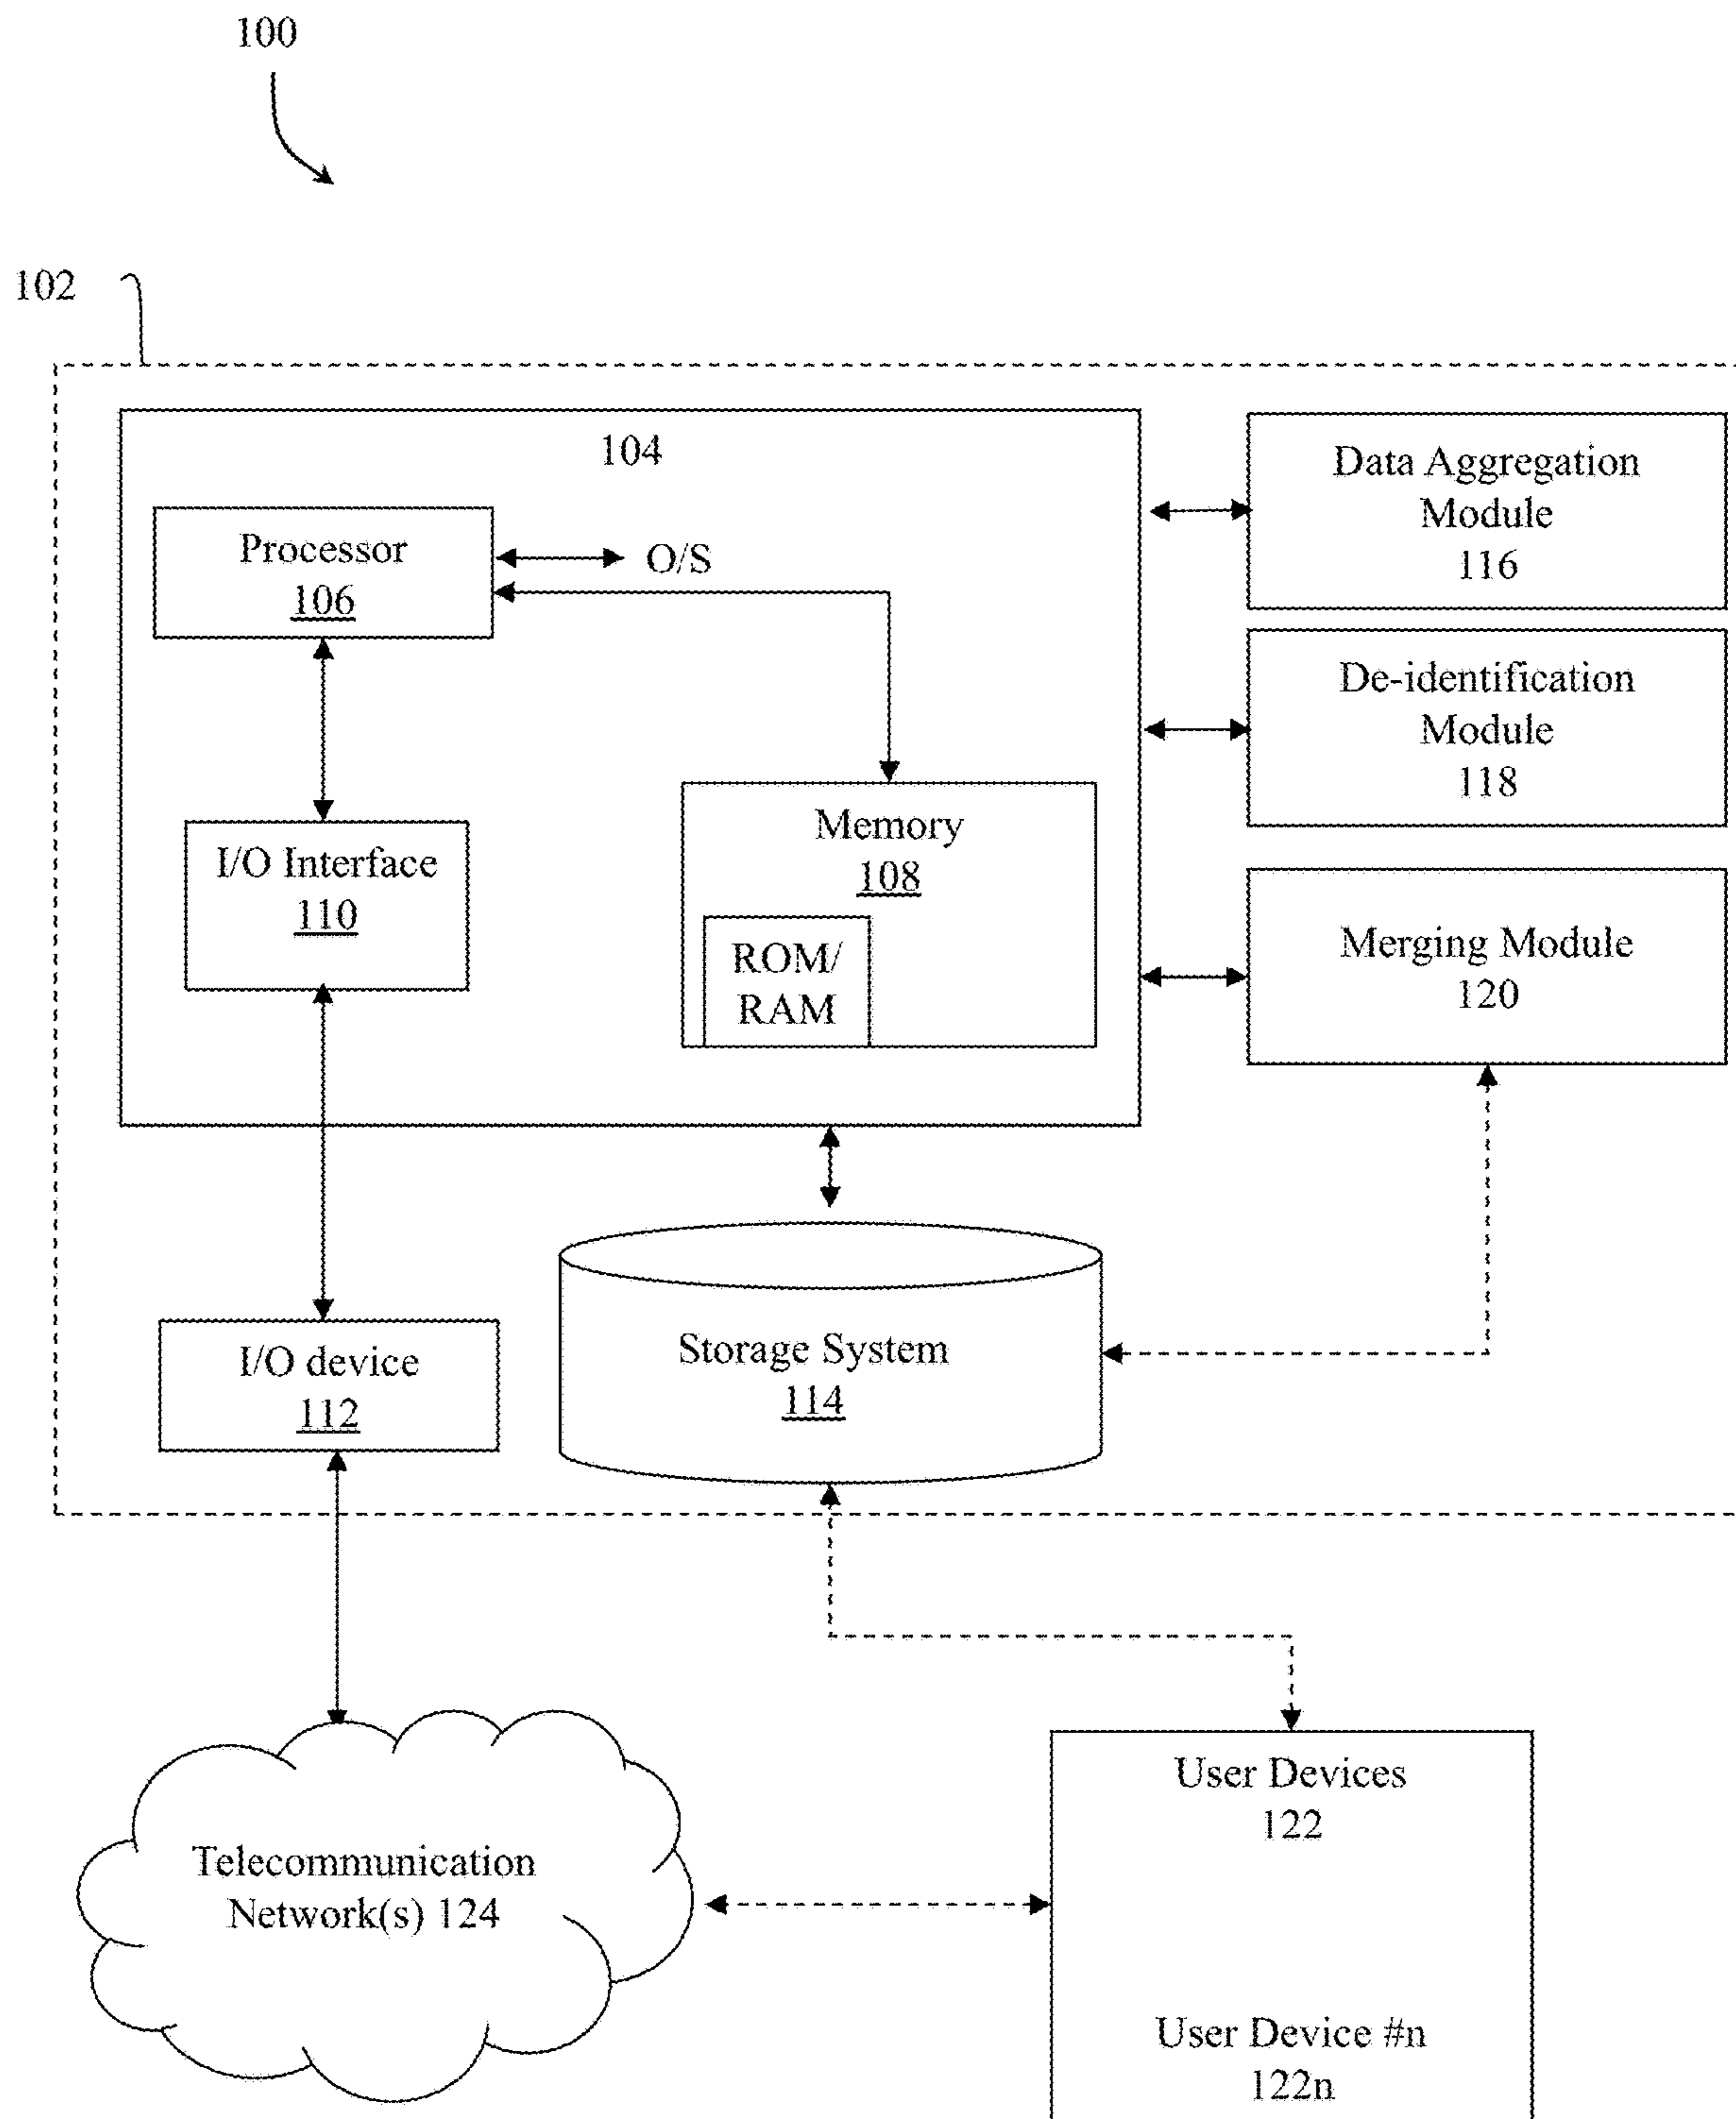 100
102
104
Processor
106
O/S
I/O Interface
110
Memory
108
ROM/
RAM
Data Aggregation
Module
116
De-identification
Module
118
Merging Module
120
I/O device
112
Storage System
114
Telecommunication
Network(s) 124
User Devices
122
User Device #n
122n